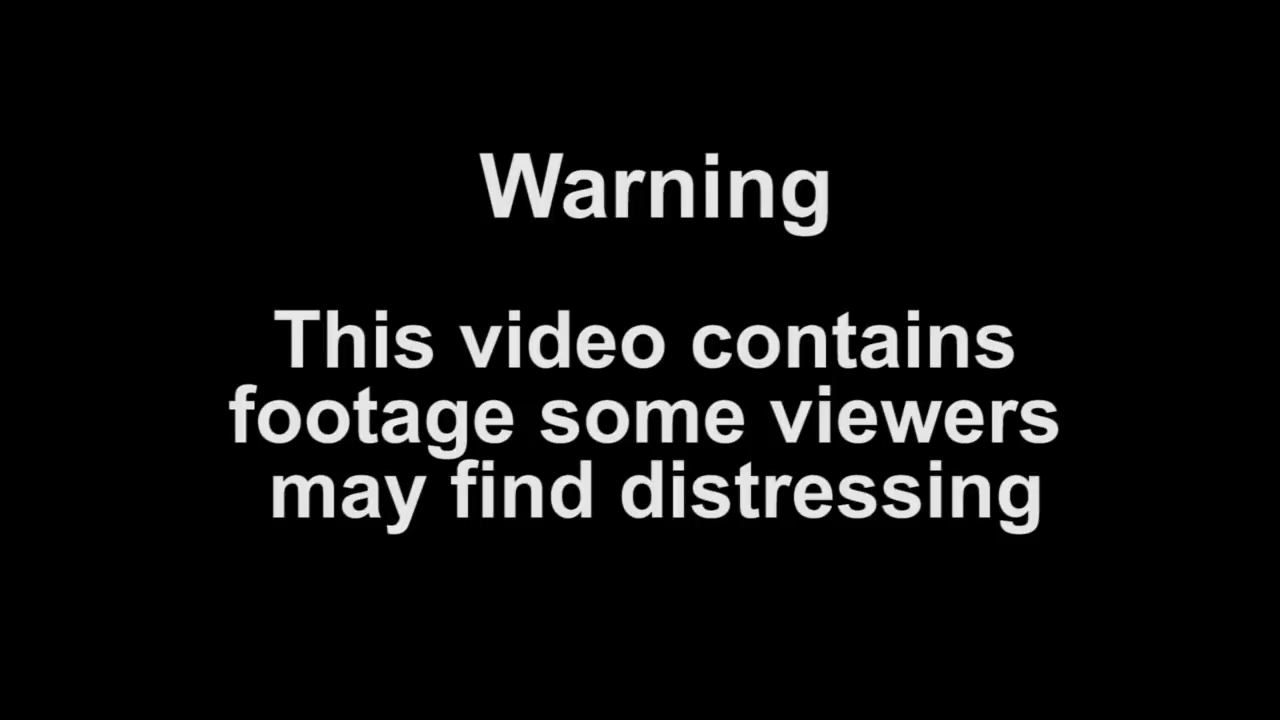 Warning
This video contains
footage some viewers
may find distressing